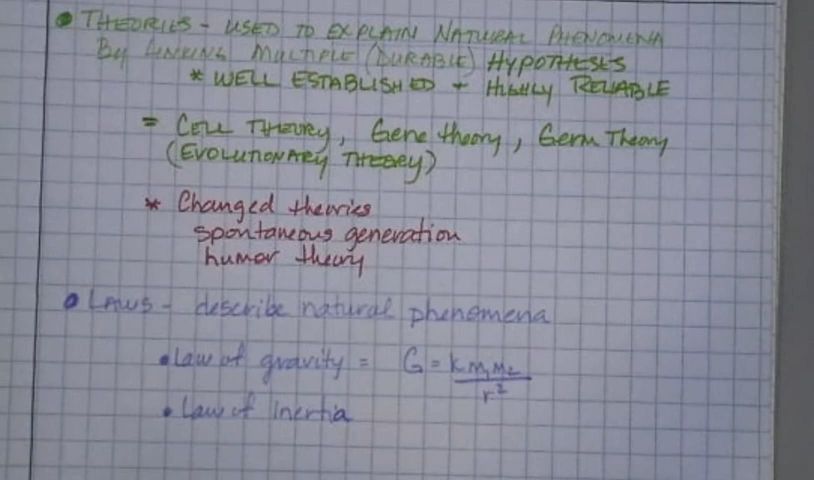 • THEORIES - USED TO EXPLAIN NATURAL PHENOMENA
By LINKING MULTIPLE (DURABLE) HYPOTHESES
* WELL ESTABLISHED + HIGHLY RELIABLE
= CELL THEORY, Gene theory, Germ Theory
(EVOLUTIONARY THEORY)
* Changed theories
spontaneous generation
humor theory
• LAWS - describe natural phenomena
• Law of gravity = G = K M₁M₂
r²
• Law of Inertia